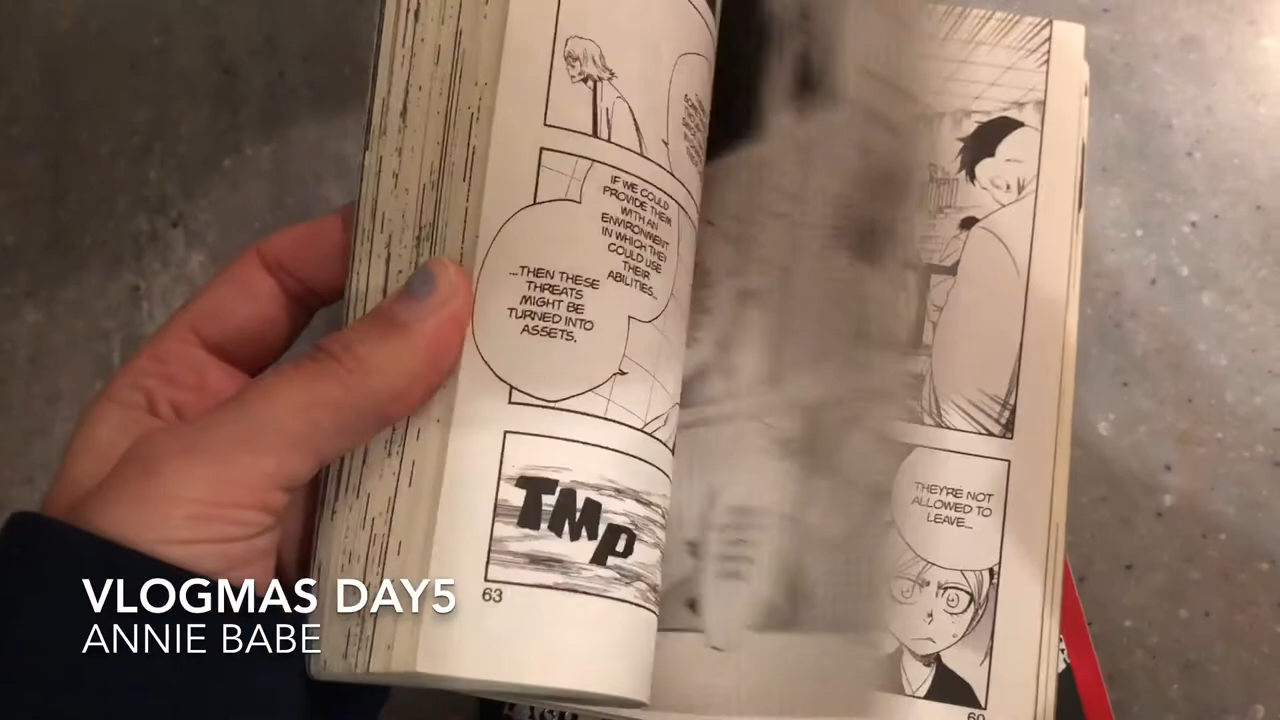 IF WE COULD
PROVIDE THEM
WITH AN
ENVIRONMENT
IN WHICH THEY
COULD USE
THEIR
ABILITIES...
...THEN THESE
THREATS
MIGHT BE
TURNED INTO
ASSETS.
TMP
63
THEY'RE NOT
ALLOWED TO
LEAVE...
VLOGMAS DAY5
ANNIE BABE